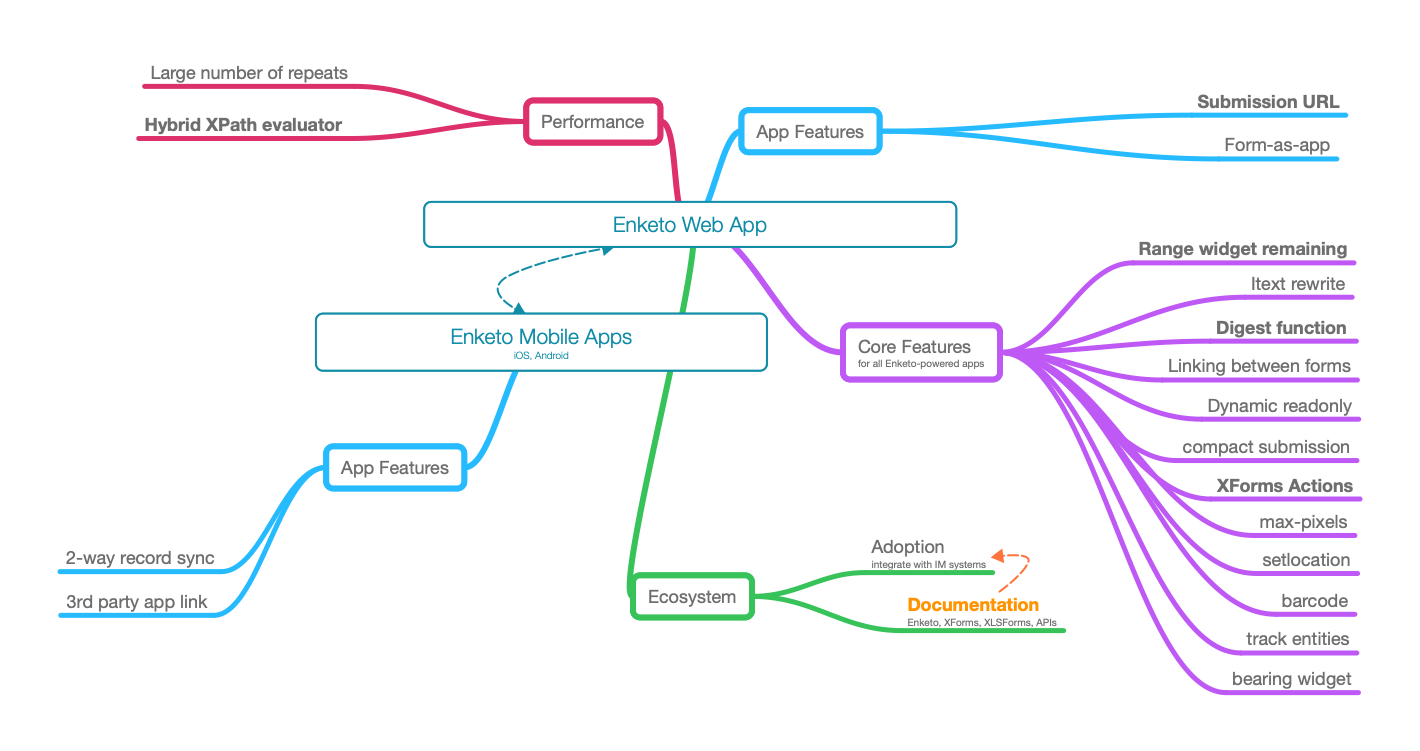 Large number of repeats
Hybrid XPath evaluator
Performance
App Features
Submission URL
Form-as-app
Enketo Web App
Enketo Mobile Apps
iOS, Android
Core Features
for all Enketo-powered apps
Range widget remaining
Itext rewrite
Digest function
Linking between forms
Dynamic readonly
compact submission
XForms Actions
max-pixels
setlocation
barcode
track entities
bearing widget
App Features
2-way record sync
3rd party app link
Ecosystem
Adoption
integrate with IM systems
Documentation
Enketo, XForms, XLSForms, APIs